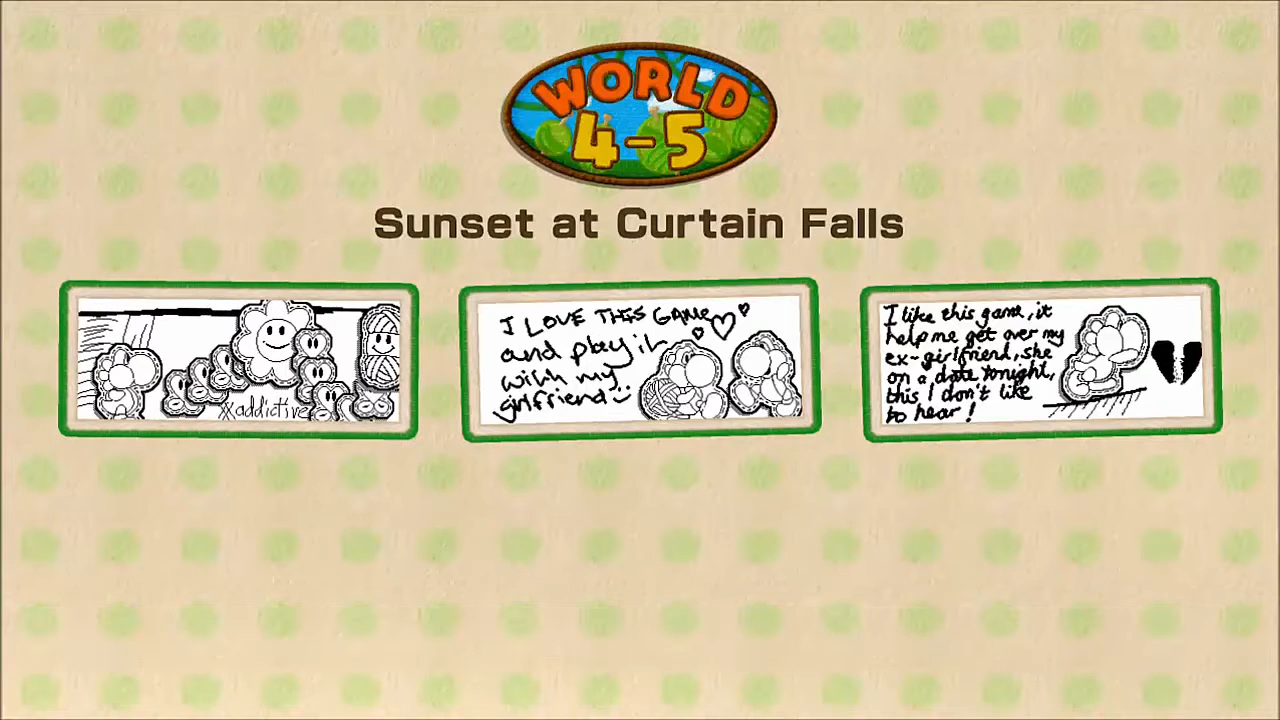 WORLD
4-5
Sunset at Curtain Falls
Xxaddictive
I LOVE THIS GAME
and play it
with my
girlfriend
I like this game, it
help me get over my
ex-girlfriend, she
on a date tonight,
this I don't like
to hear!